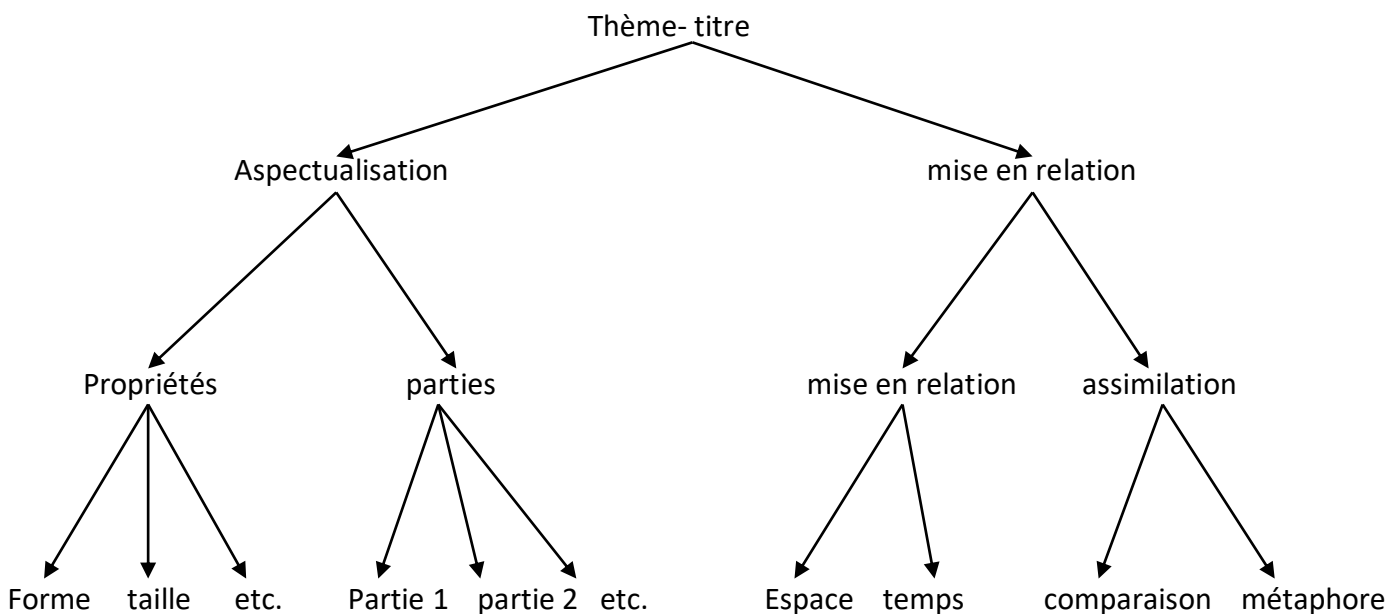 Thème- titre
Aspectualisation mise en relation
Propriétés parties mise en relation assimilation
Forme taille etc. Partie 1 partie 2 etc. Espace temps comparaison métaphore